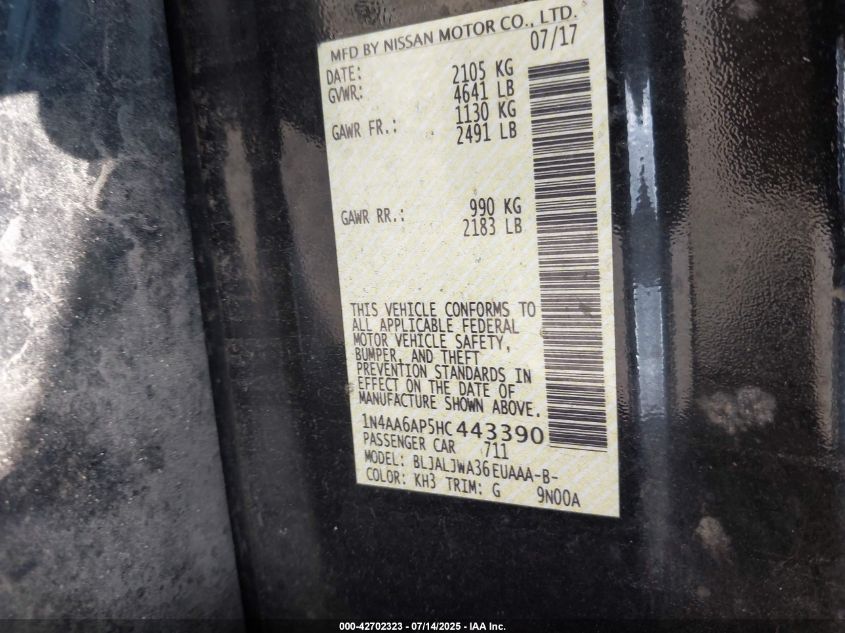 MFD BY NISSAN MOTOR CO., LTD.
DATE: 07/17
GVWR: 2105 KG
4641 LB
GAWR FR.: 1130 KG
2491 LB
GAWR RR.: 990 KG
2183 LB
THIS VEHICLE CONFORMS TO
ALL APPLICABLE FEDERAL
MOTOR VEHICLE SAFETY,
BUMPER, AND THEFT
PREVENTION STANDARDS IN
EFFECT ON THE DATE OF
MANUFACTURE SHOWN ABOVE.
1N4AA6AP5HC443390
PASSENGER CAR 711
MODEL: BLJALJWA36EUAAA-B-
COLOR: KH3 TRIM: G 9N00A
000-42702323 - 07/14/2025 - IAA Inc.